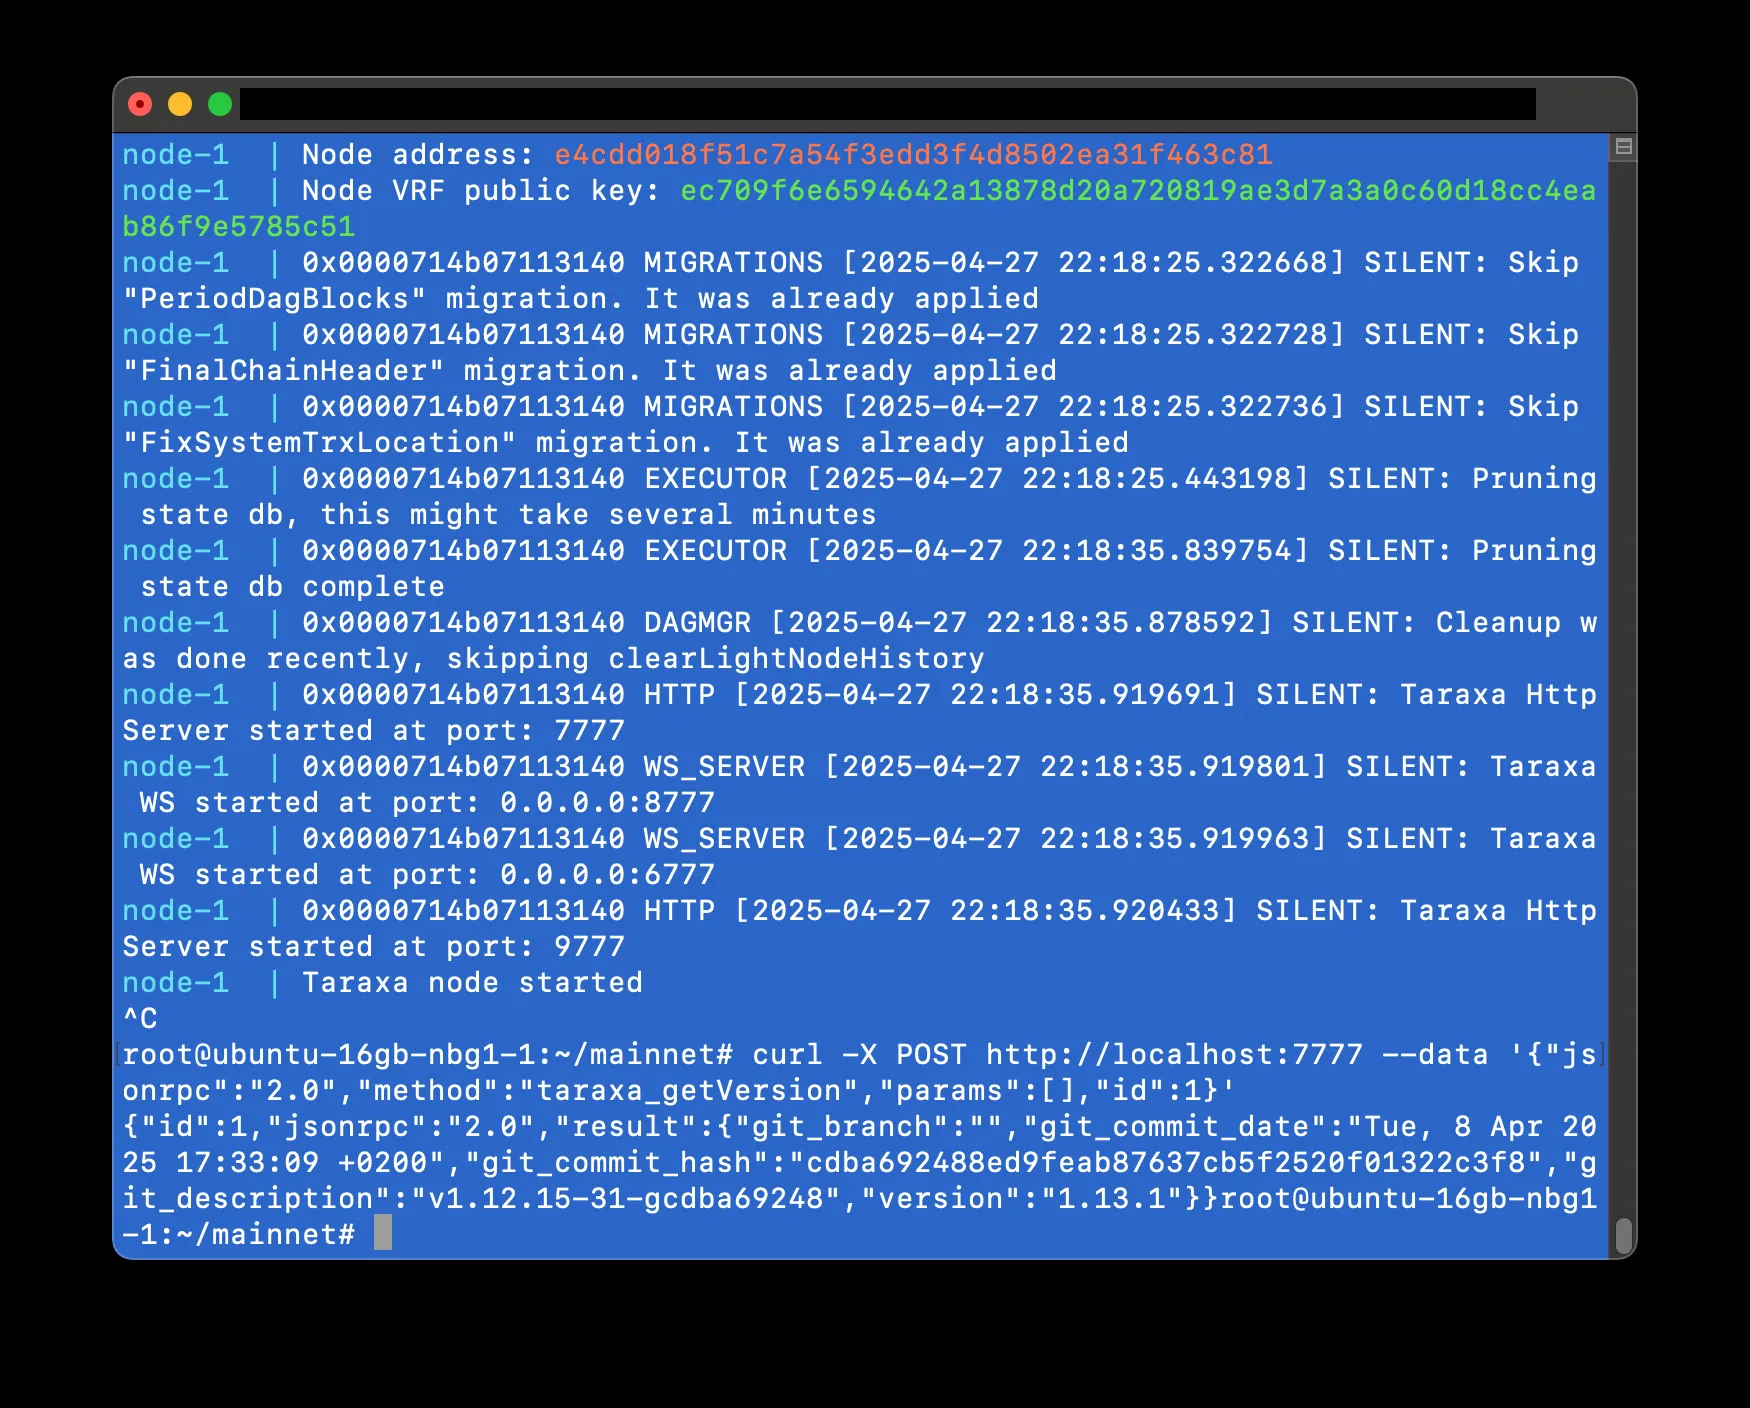 node-1  | Node address: e4cdd018f51c7a54f3edd3f4d8502ea31f463c81
node-1  | Node VRF public key: ec709f6e6594642a13878d20a720819ae3d7a3a0c60d18cc4ea
b86f9e5785c51
node-1  | 0x0000714b07113140 MIGRATIONS [2025-04-27 22:18:25.322668] SILENT: Skip
"PeriodDagBlocks" migration. It was already applied
node-1  | 0x0000714b07113140 MIGRATIONS [2025-04-27 22:18:25.322728] SILENT: Skip
"FinalChainHeader" migration. It was already applied
node-1  | 0x0000714b07113140 MIGRATIONS [2025-04-27 22:18:25.322736] SILENT: Skip
"FixSystemTrxLocation" migration. It was already applied
node-1  | 0x0000714b07113140 EXECUTOR [2025-04-27 22:18:25.443198] SILENT: Pruning
 state db, this might take several minutes
node-1  | 0x0000714b07113140 EXECUTOR [2025-04-27 22:18:35.839754] SILENT: Pruning
 state db complete
node-1  | 0x0000714b07113140 DAGMGR [2025-04-27 22:18:35.878592] SILENT: Cleanup w
as done recently, skipping clearLightNodeHistory
node-1  | 0x0000714b07113140 HTTP [2025-04-27 22:18:35.919691] SILENT: Taraxa Http
Server started at port: 7777
node-1  | 0x0000714b07113140 WS_SERVER [2025-04-27 22:18:35.919801] SILENT: Taraxa
 WS started at port: 0.0.0.0:8777
node-1  | 0x0000714b07113140 WS_SERVER [2025-04-27 22:18:35.919963] SILENT: Taraxa
 WS started at port: 0.0.0.0:6777
node-1  | 0x0000714b07113140 HTTP [2025-04-27 22:18:35.920433] SILENT: Taraxa Http
Server started at port: 9777
node-1  | Taraxa node started
^C
[root@ubuntu-16gb-nbg1-1:~/mainnet# curl -X POST http://localhost:7777 --data '{"js]
onrpc":"2.0","method":"taraxa_getVersion","params":[],"id":1}'
{"id":1,"jsonrpc":"2.0","result":{"git_branch":"","git_commit_date":"Tue, 8 Apr 20
25 17:33:09 +0200","git_commit_hash":"cdba692488ed9feab87637cb5f2520f01322c3f8","g
it_description":"v1.12.15-31-gcdba69248","version":"1.13.1"}}root@ubuntu-16gb-nbg1
-1:~/mainnet#